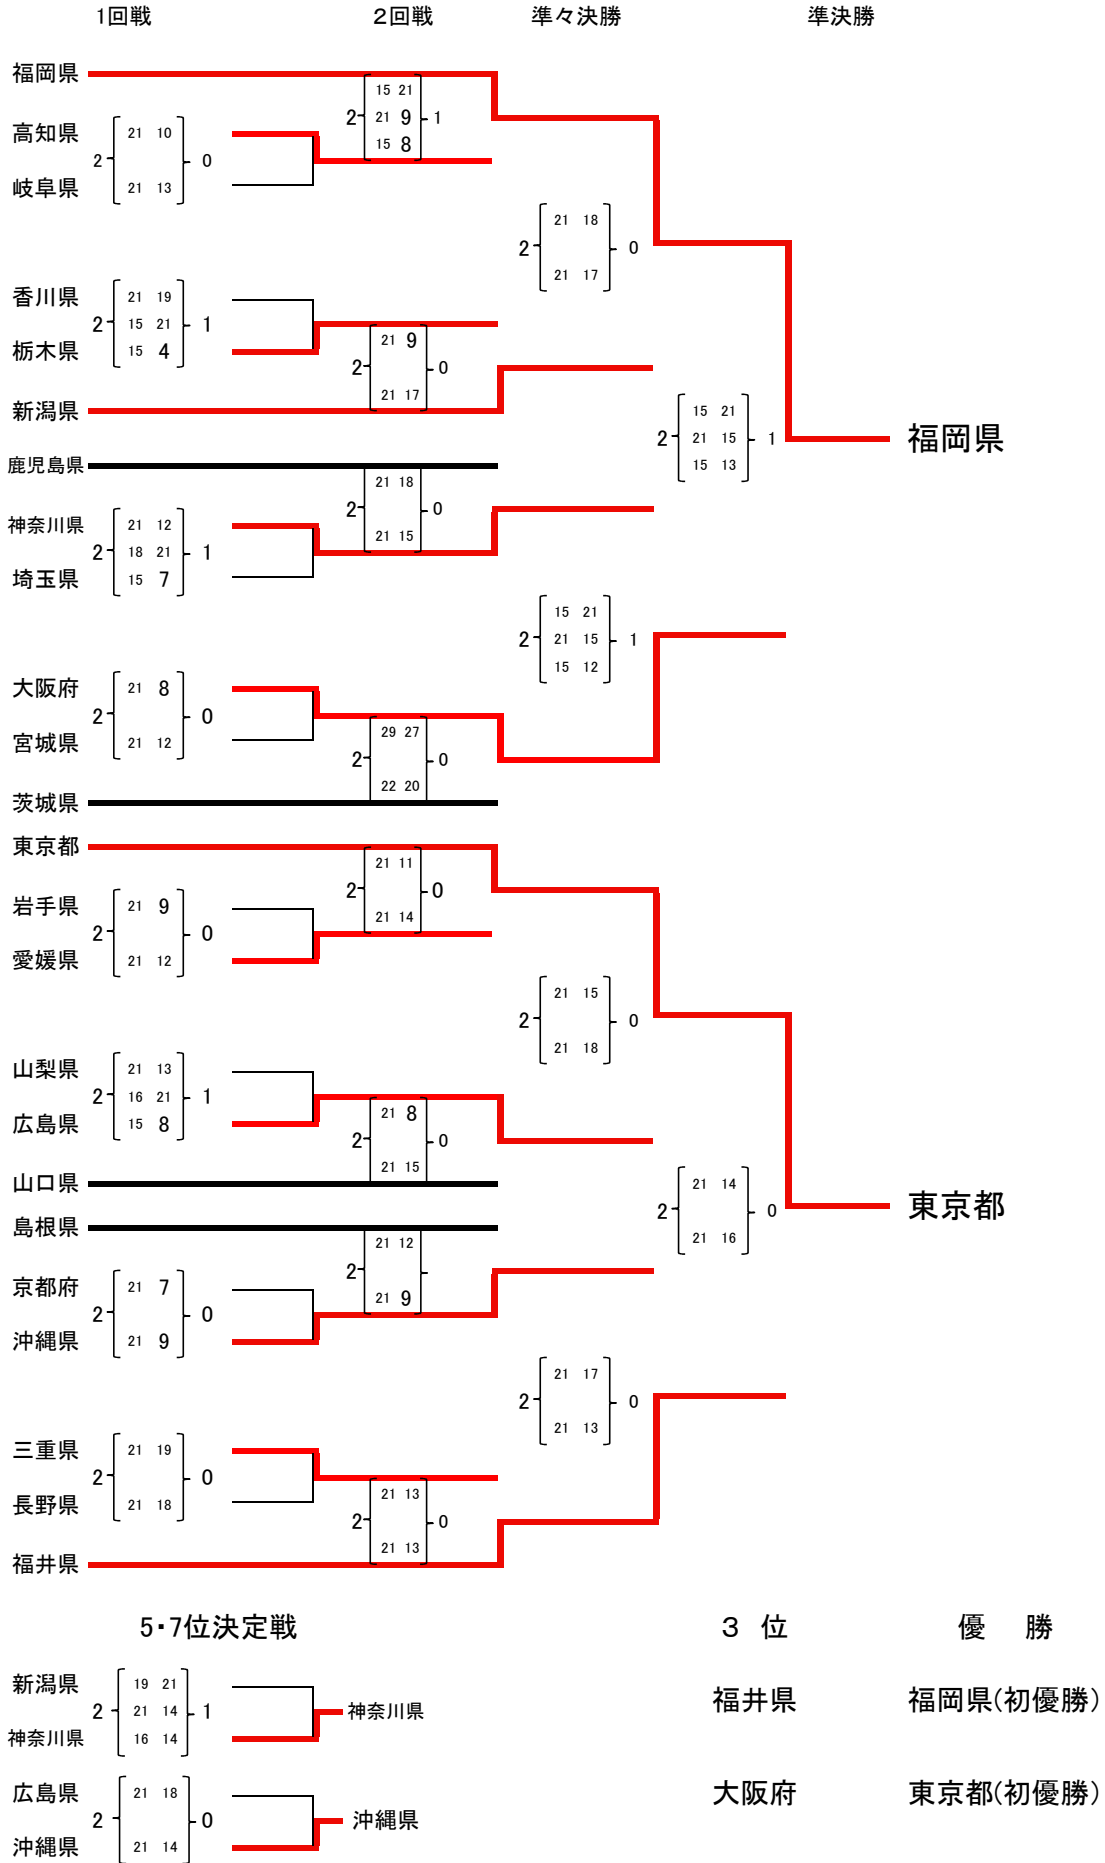 1回戦 ２回戦 準々決勝 準決勝
福岡県
15 21
2 21 9 1
15 8
高知県
21 10
2 0
21 13
岐阜県
21 18
2 0
21 17
香川県
21 19
2 15 21 1
15 4
栃木県
21 9
2 0
21 17
新潟県
15 21
2 21 15 1
15 13
福岡県
鹿児島県
21 18
2 0
21 15
神奈川県
21 12
2 18 21 1
15 7
埼玉県
15 21
2 21 15 1
15 12
大阪府
21 8
2 0
21 12
宮城県
29 27
2 0
22 20
茨城県
東京都
21 11
2 0
21 14
岩手県
21 9
2 0
21 12
愛媛県
21 15
2 0
21 18
山梨県
21 13
2 16 21 1
15 8
広島県
21 8
2 0
21 15
山口県
21 14
2 0
21 16
東京都
島根県
21 12
2
21 9
京都府
21 7
2 0
21 9
沖縄県
21 17
2 0
21 13
三重県
21 19
2 0
21 18
長野県
21 13
2 0
21 13
福井県
5・7位決定戦
新潟県
19 21
2 21 14 1
16 14
神奈川県
神奈川県
広島県
21 18
2 0
21 14
沖縄県
沖縄県
３ 位 優 勝
福井県 福岡県(初優勝)
大阪府 東京都(初優勝)